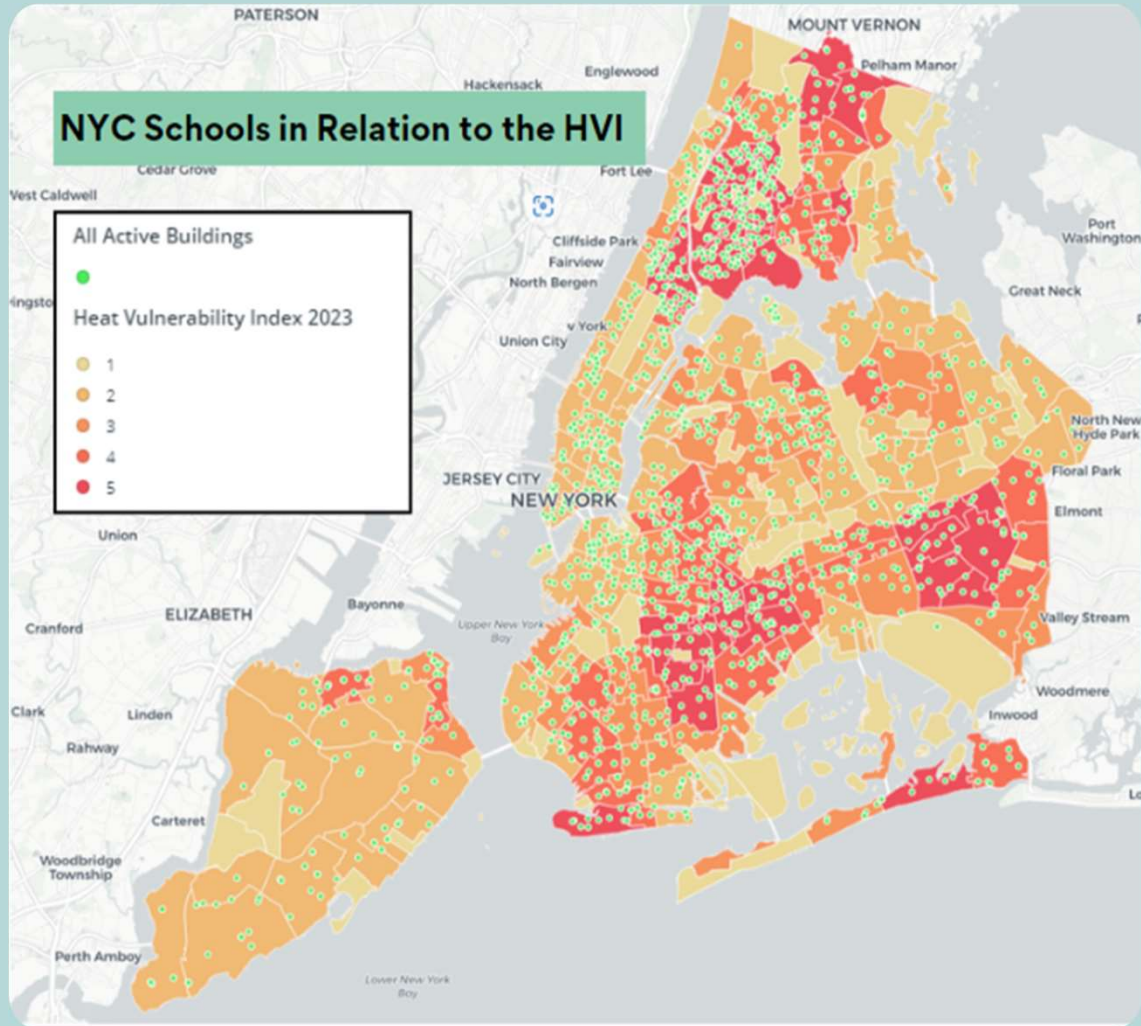 PATERSON
MOUNT VERNON
Pelham Manor
Englewood
Hackensack
NYC Schools in Relation to the HVI
Cedar Grove
Fort Lee
West Caldwell
All Active Buildings
Heat Vulnerability Index 2023
1
2
3
4
5
Cliffside Park
Fairview
North Bergen
Port
Washington
Great Neck
v York
Union City
North New
Hyde Park
Floral Park
JERSEY CITY
NEW YORK
Elmont
Union
ELIZABETH
Bayonne
Cranford
Upper New York
Bay
Valley Stream
Woodmere
Clark
Linden
Inwood
Rahway
Carteret
Woodbridge
Township
Perth Amboy
Lower New York
Bay